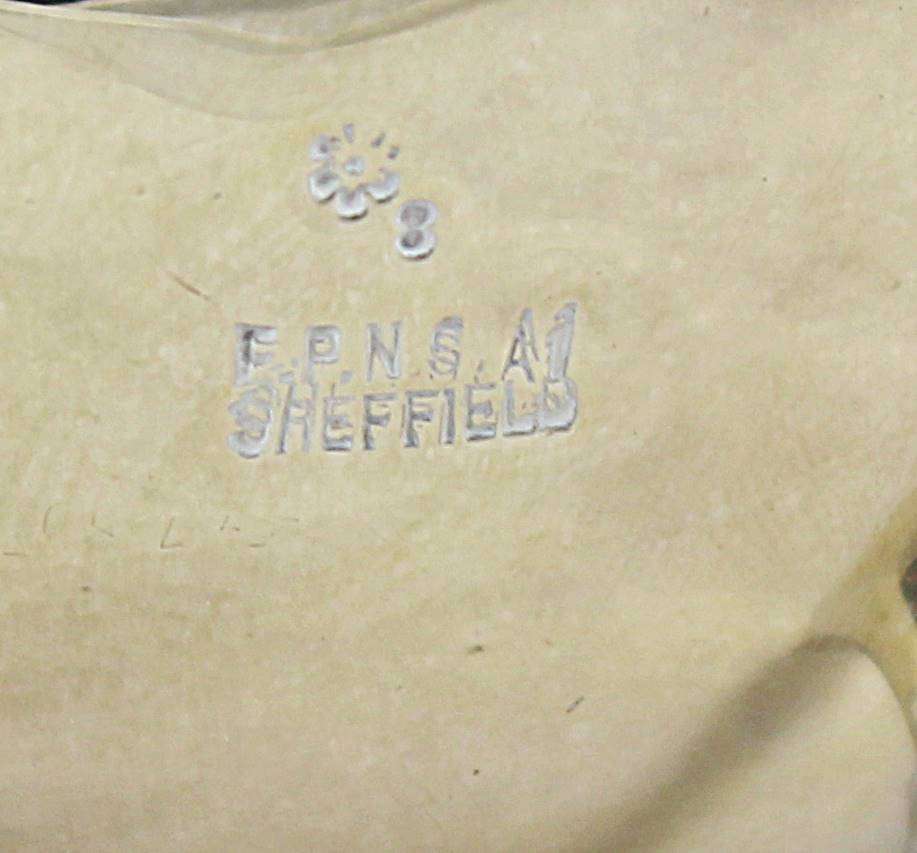 8
E.P.N.S. A1
SHEFFIELD